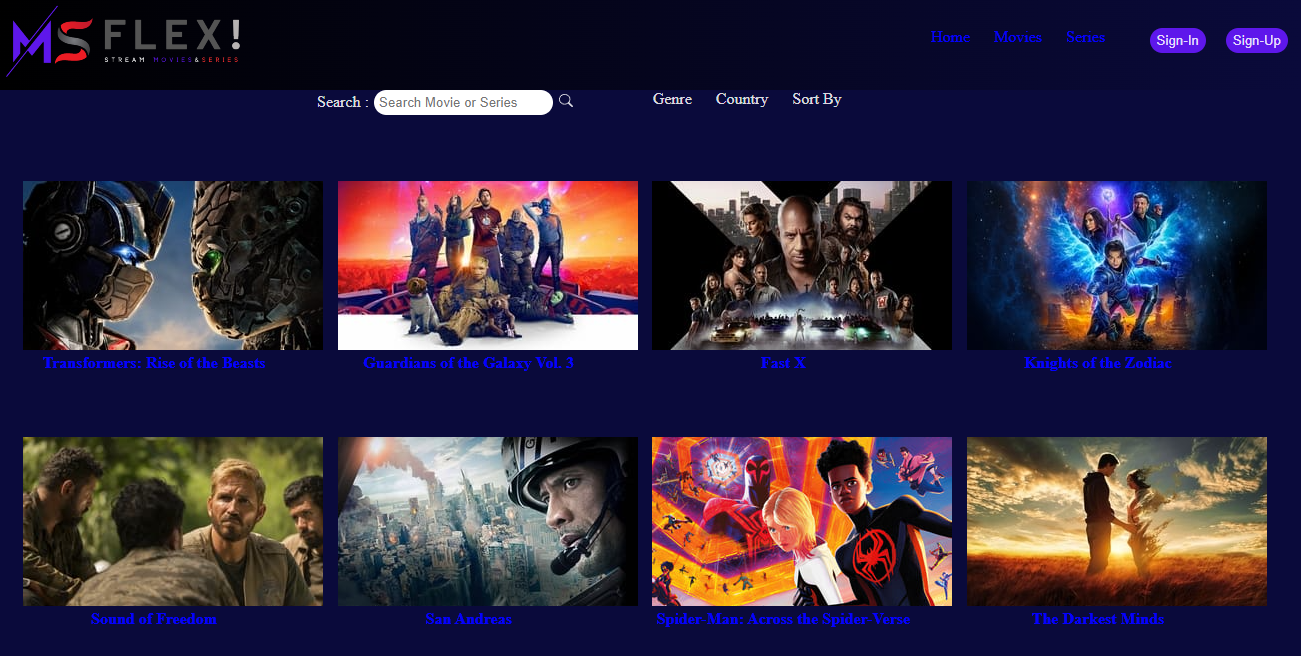 MS FLEX!
STREAM MOVIES&SERIES
Home Movies Series Sign-In Sign-Up
Search : Search Movie or Series Genre Country Sort By
Transformers: Rise of the Beasts Guardians of the Galaxy Vol. 3 Fast X Knights of the Zodiac
Sound of Freedom San Andreas Spider-Man: Across the Spider-Verse The Darkest Minds